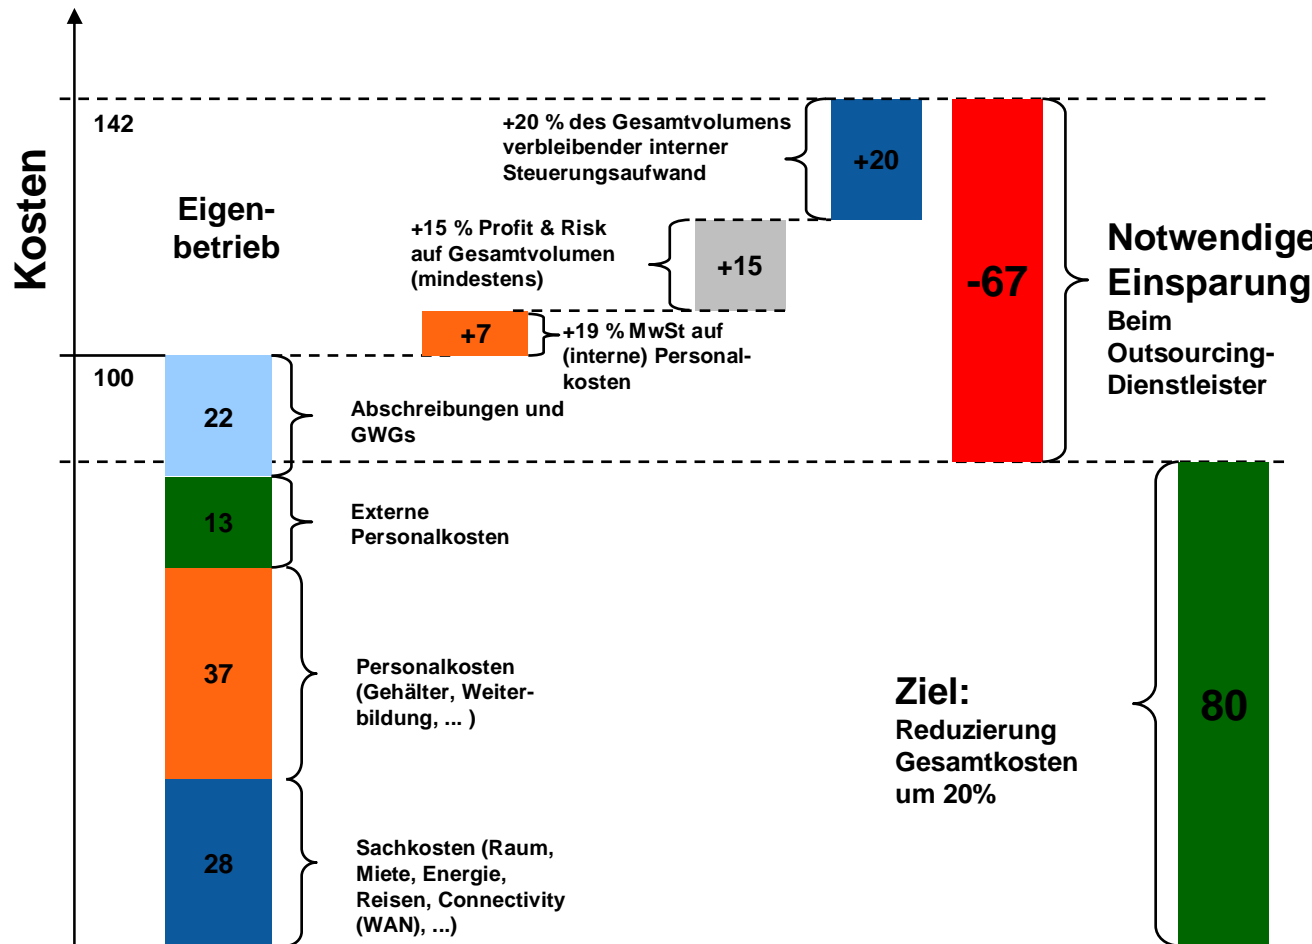 Kosten
142
Eigen-
betrieb
+20 % des Gesamtvolumens
verbleibender interner
Steuerungsaufwand
+20
+15 % Profit & Risk
auf Gesamtvolumen
(mindestens)
+15
-67
Notwendige
Einsparung
Beim
Outsourcing-
Dienstleister
+7
+19 % MwSt auf
(interne) Personal-
kosten
100
22
Abschreibungen und
GWGs
13
Externe
Personalkosten
37
Personalkosten
(Gehälter, Weiter-
bildung, ... )
Ziel:
Reduzierung
Gesamtkosten
um 20%
80
28
Sachkosten (Raum,
Miete, Energie,
Reisen, Connectivity
(WAN), ...)